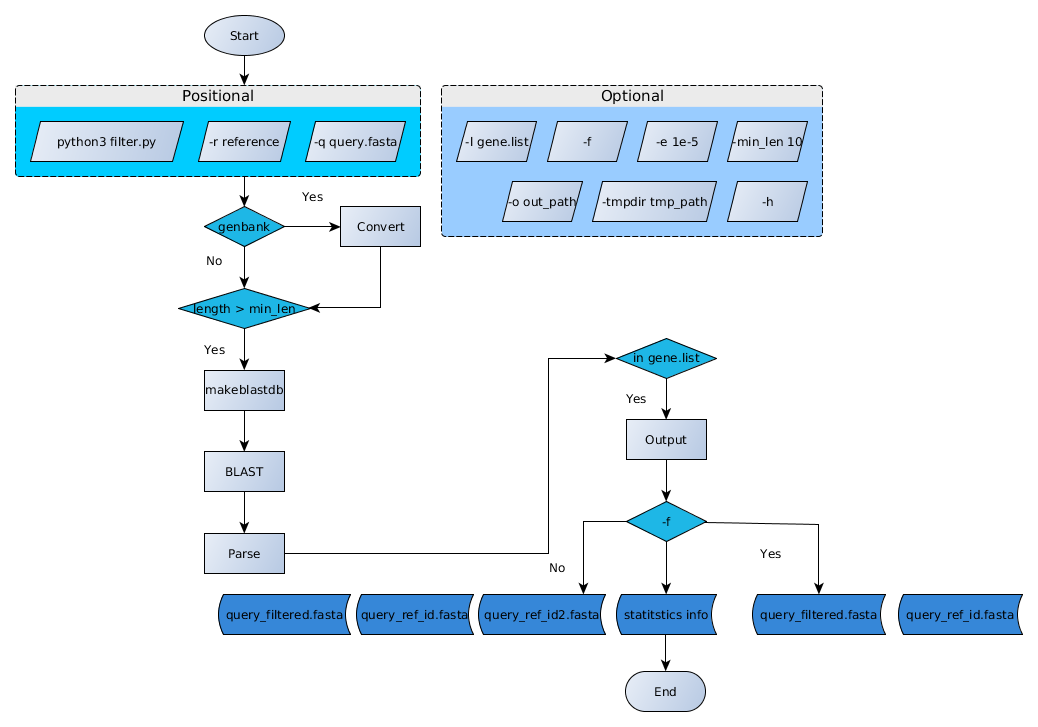 Start
Positional
python3 filter.py
-r reference
-q query.fasta
Optional
-l gene.list
-f
-e 1e-5
-min_len 10
-o out_path
-tmpdir tmp_path
-h
Yes
genbank
Convert
No
length > min_len
Yes
makeblastdb
BLAST
Parse
in gene.list
Yes
Output
-f
No
Yes
query_filtered.fasta
query_ref_id.fasta
query_ref_id2.fasta
statitstics info
query_filtered.fasta
query_ref_id.fasta
End